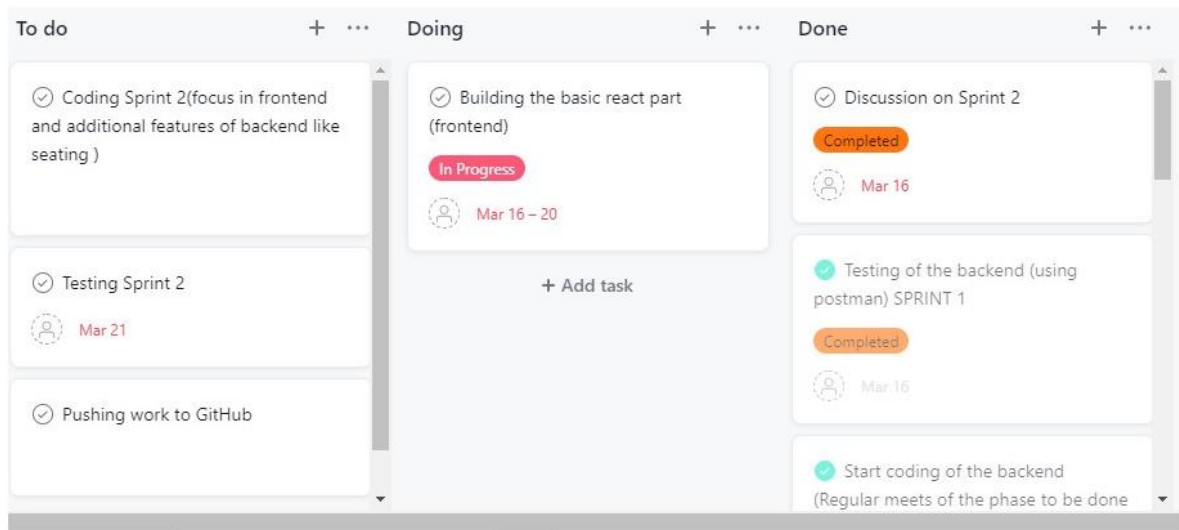 To do
Coding Sprint 2(focus in frontend
and additional features of backend like
seating )
Testing Sprint 2
Mar 21
Pushing work to GitHub
Doing
Building the basic react part
(frontend)
In Progress
Mar 16 – 20
+ Add task
Done
Discussion on Sprint 2
Completed
Mar 16
Testing of the backend (using
postman) SPRINT 1
Completed
Mar 16
Start coding of the backend
(Regular meets of the phase to be done